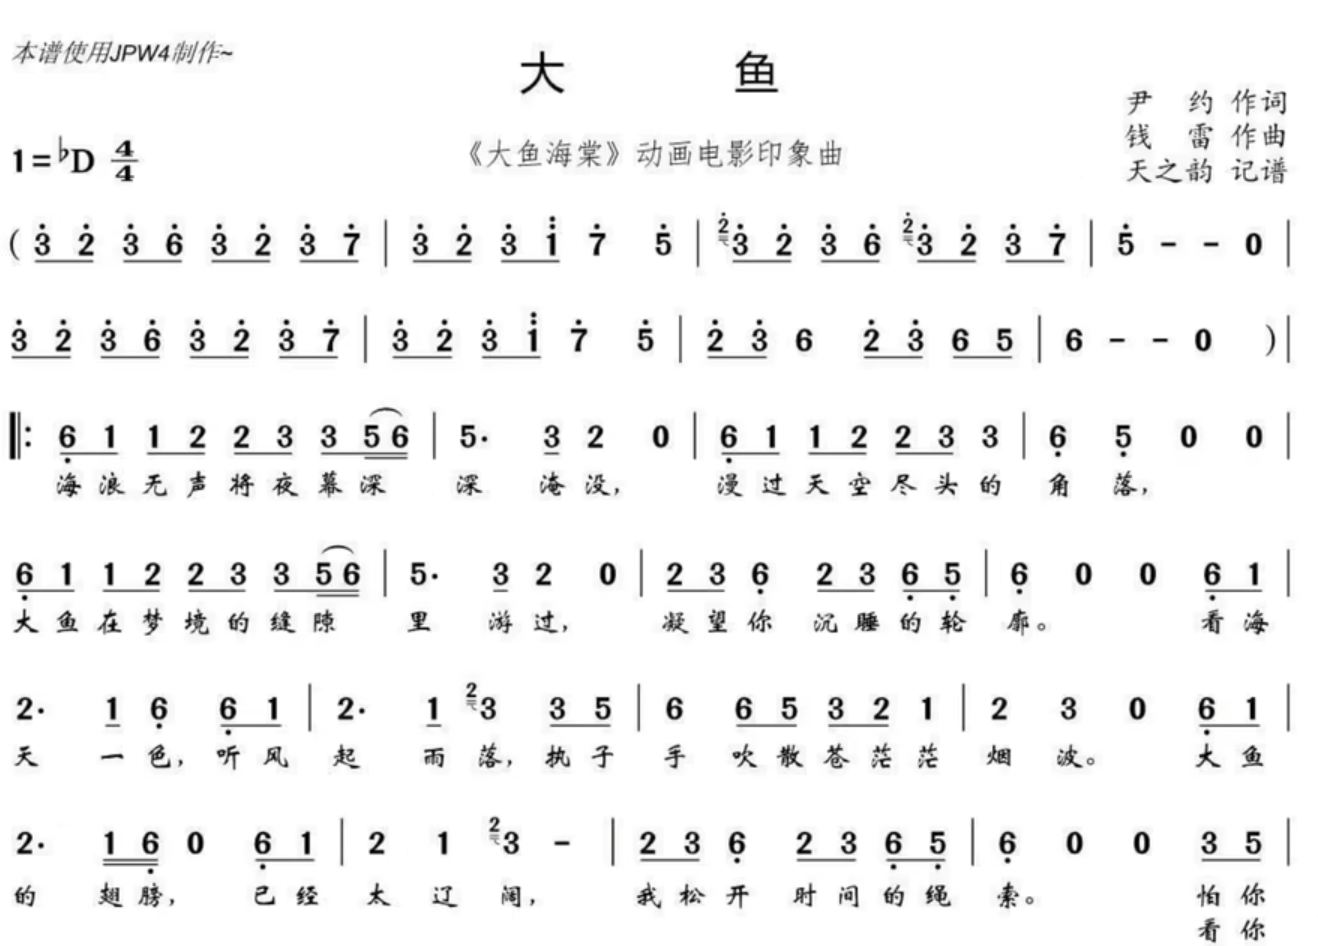 本谱使用JPW4制作~
大 鱼
尹 约 作词
1=♭D 4/4
《大鱼海棠》动画电影印象曲
钱 雷 作曲
天之韵 记谱
( 3̇ 2̇ 3̇ 6̇ 3̇ 2̇ 3̇ 7̇ | 3̇ 2̇ 3̇ 1̈ 7̇ 5̇ | 2̇ 3̇ 2̇ 3̇ 6̇ 2̇ 3̇ 2̇ 3̇ 7̇ | 5̇ - - 0 |
3̇ 2̇ 3̇ 6̇ 3̇ 2̇ 3̇ 7̇ | 3̇ 2̇ 3̇ 1̈ 7̇ 5̇ | 2̇ 3̇ 6 2̇ 3̇ 6 5 | 6 - - 0 ) |
‖: 6̣ 1 1 2 2 3 3 5 6 | 5· 3 2 0 | 6̣ 1 1 2 2 3 3 | 6̣ 5̣ 0 0 |
海 浪 无 声 将 夜 幕 深 深 淹 没， 漫 过 天 空 尽 头 的 角 落，
6̣ 1 1 2 2 3 3 5 6 | 5· 3 2 0 | 2 3 6̣ 2 3 6̣ 5̣ | 6̣ 0 0 6̣ 1 |
大 鱼 在 梦 境 的 缝 隙 里 游 过， 凝 望 你 沉 睡 的 轮 廓。 看 海
2· 1 6̣ 6̣ 1 | 2· 1 2 3 3 5 | 6 6 5 3 2 1 | 2 3 0 6̣ 1 |
天 一 色， 听 风 起 雨 落， 执 子 手 吹 散 苍 茫 茫 烟 波。 大 鱼
2· 1 6̣ 0 6̣ 1 | 2 1 2 3 - | 2 3 6̣ 2 3 6̣ 5̣ | 6̣ 0 0 3 5 |
的 翅 膀， 已 经 太 辽 阔， 我 松 开 时 间 的 绳 索。 怕 你
看 你